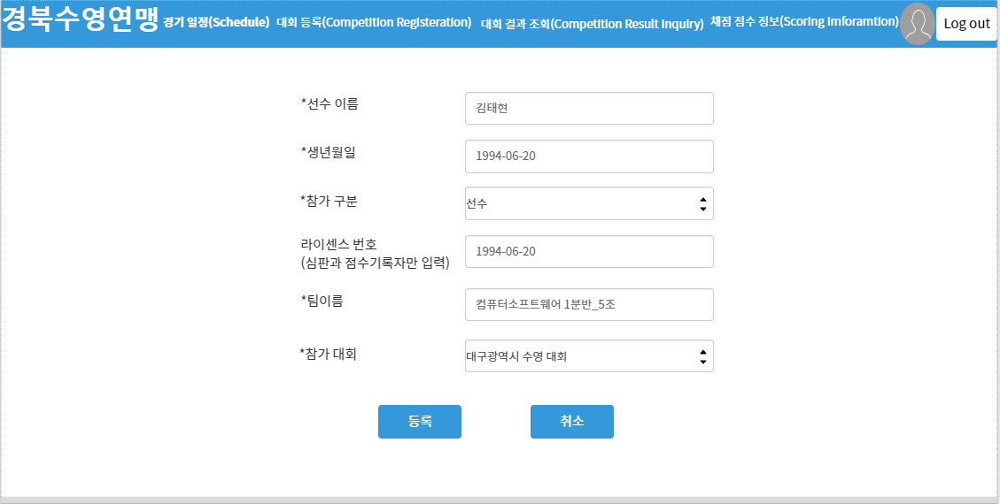 경북수영연맹 경기 일정(Schedule) 대회 등록(Competition Registeration) 대회 결과 조회(Competition Result Inquiry) 채점 점수 정보(Scoring Imforamtion) Log out
*선수 이름 김태현
*생년월일 1994-06-20
*참가 구분 선수
라이센스 번호
(심판과 점수기록자만 입력) 1994-06-20
*팀이름 컴퓨터소프트웨어 1분반_5조
*참가 대회 대구광역시 수영 대회
등록 취소